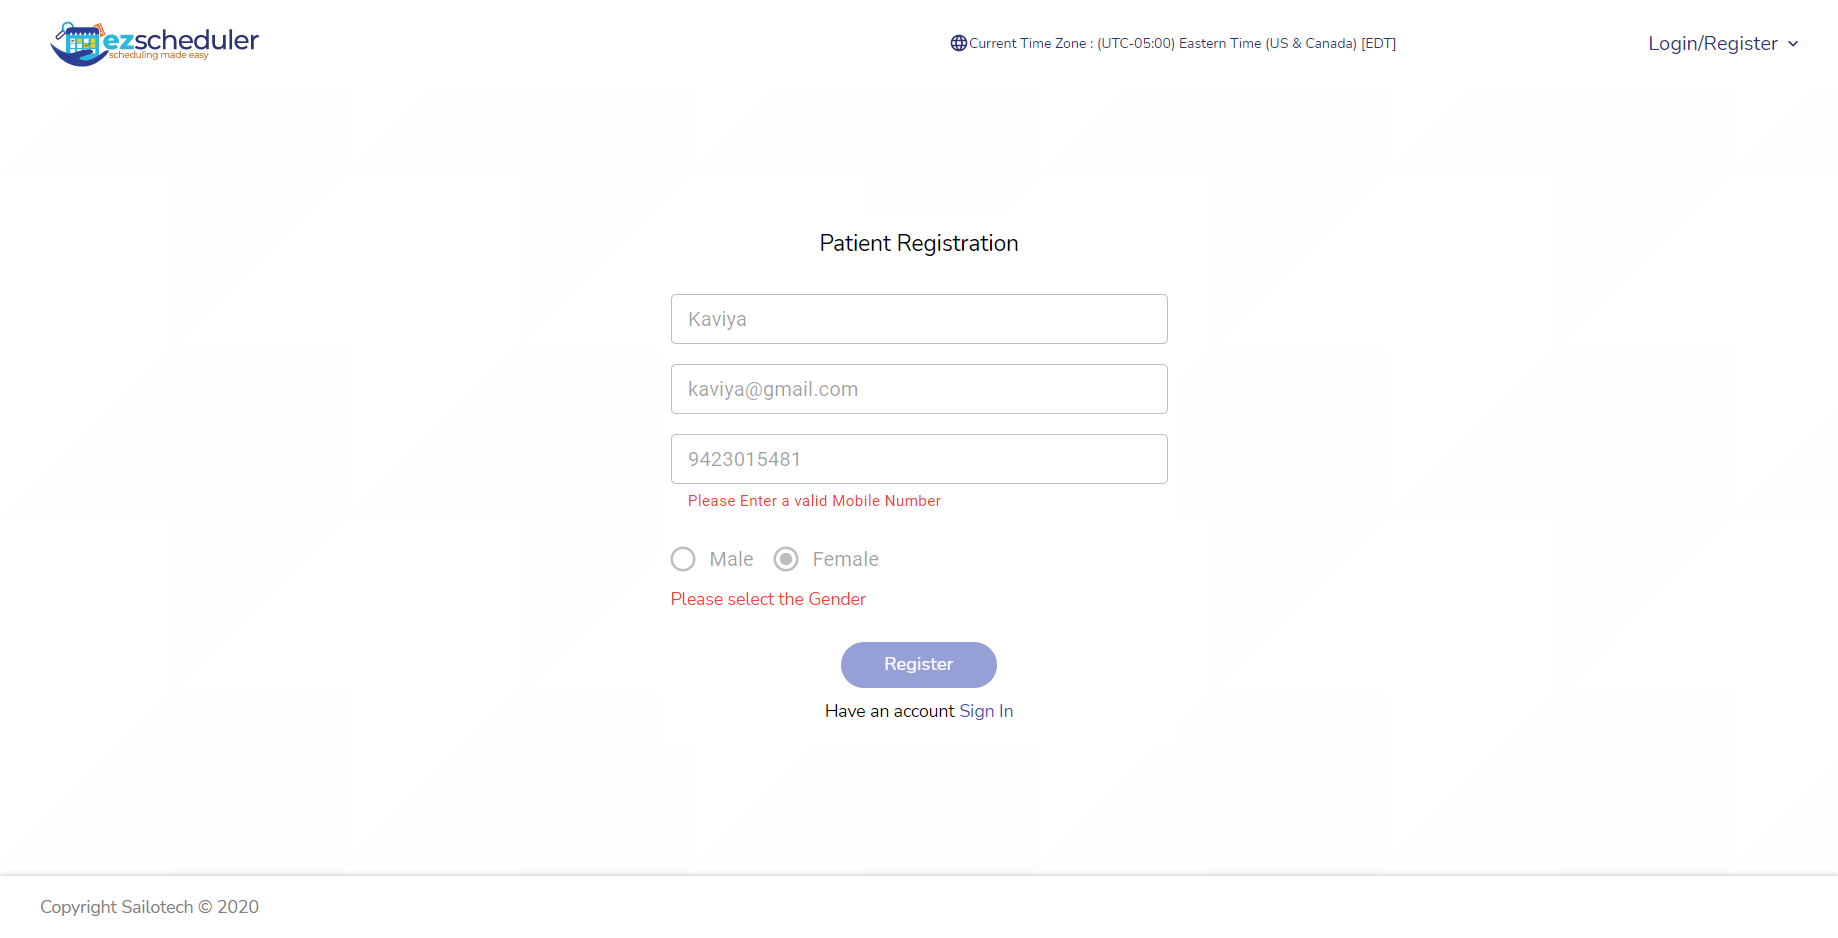 ezscheduler
scheduling made easy
Current Time Zone : (UTC-05:00) Eastern Time (US & Canada) [EDT]
Login/Register
Patient Registration
Kaviya
kaviya@gmail.com
9423015481
Please Enter a valid Mobile Number
Male Female
Please select the Gender
Register
Have an account Sign In
Copyright Sailotech © 2020